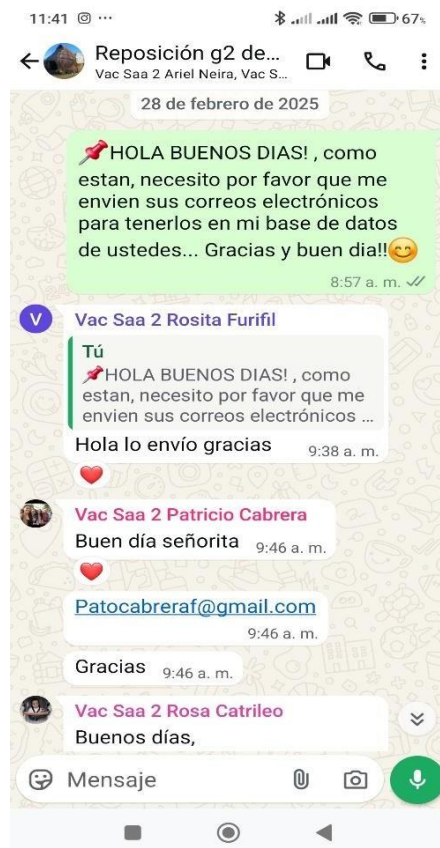 11:41
67%
Reposición g2 de...
Vac Saa 2 Ariel Neira, Vac S...
28 de febrero de 2025
📌HOLA BUENOS DIAS! , como
estan, necesito por favor que me
envien sus correos electrónicos
para tenerlos en mi base de datos
de ustedes... Gracias y buen dia!!😊
8:57 a. m.
V
Vac Saa 2 Rosita Furifil
Tú
📌HOLA BUENOS DIAS! , como
estan, necesito por favor que me
envien sus correos electrónicos ...
Hola lo envío gracias
9:38 a. m.
Vac Saa 2 Patricio Cabrera
Buen día señorita
9:46 a. m.
Patocabreraf@gmail.com
9:46 a. m.
Gracias
9:46 a. m.
Vac Saa 2 Rosa Catrileo
Buenos días,
Mensaje